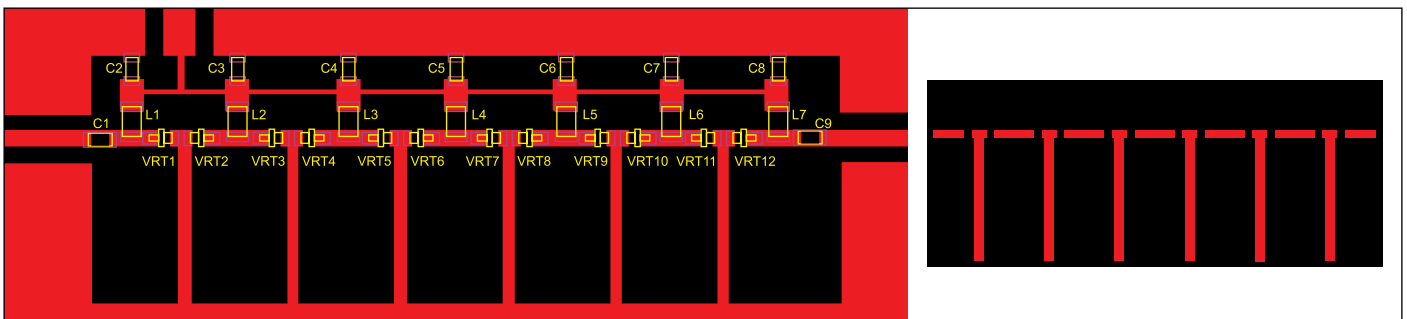 C2 C3 C4 C5 C6 C7 C8
L1 L2 L3 L4 L5 L6 L7
C1 C9
VRT1 VRT2 VRT3 VRT4 VRT5 VRT6 VRT7 VRT8 VRT9 VRT10 VRT11 VRT12